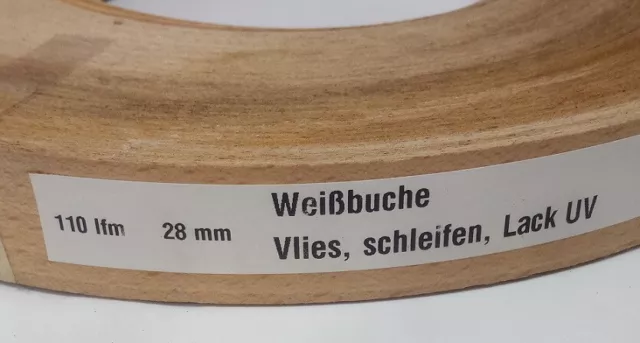 110 lfm 28 mm Weißbuche
Vlies, schleifen, Lack UV